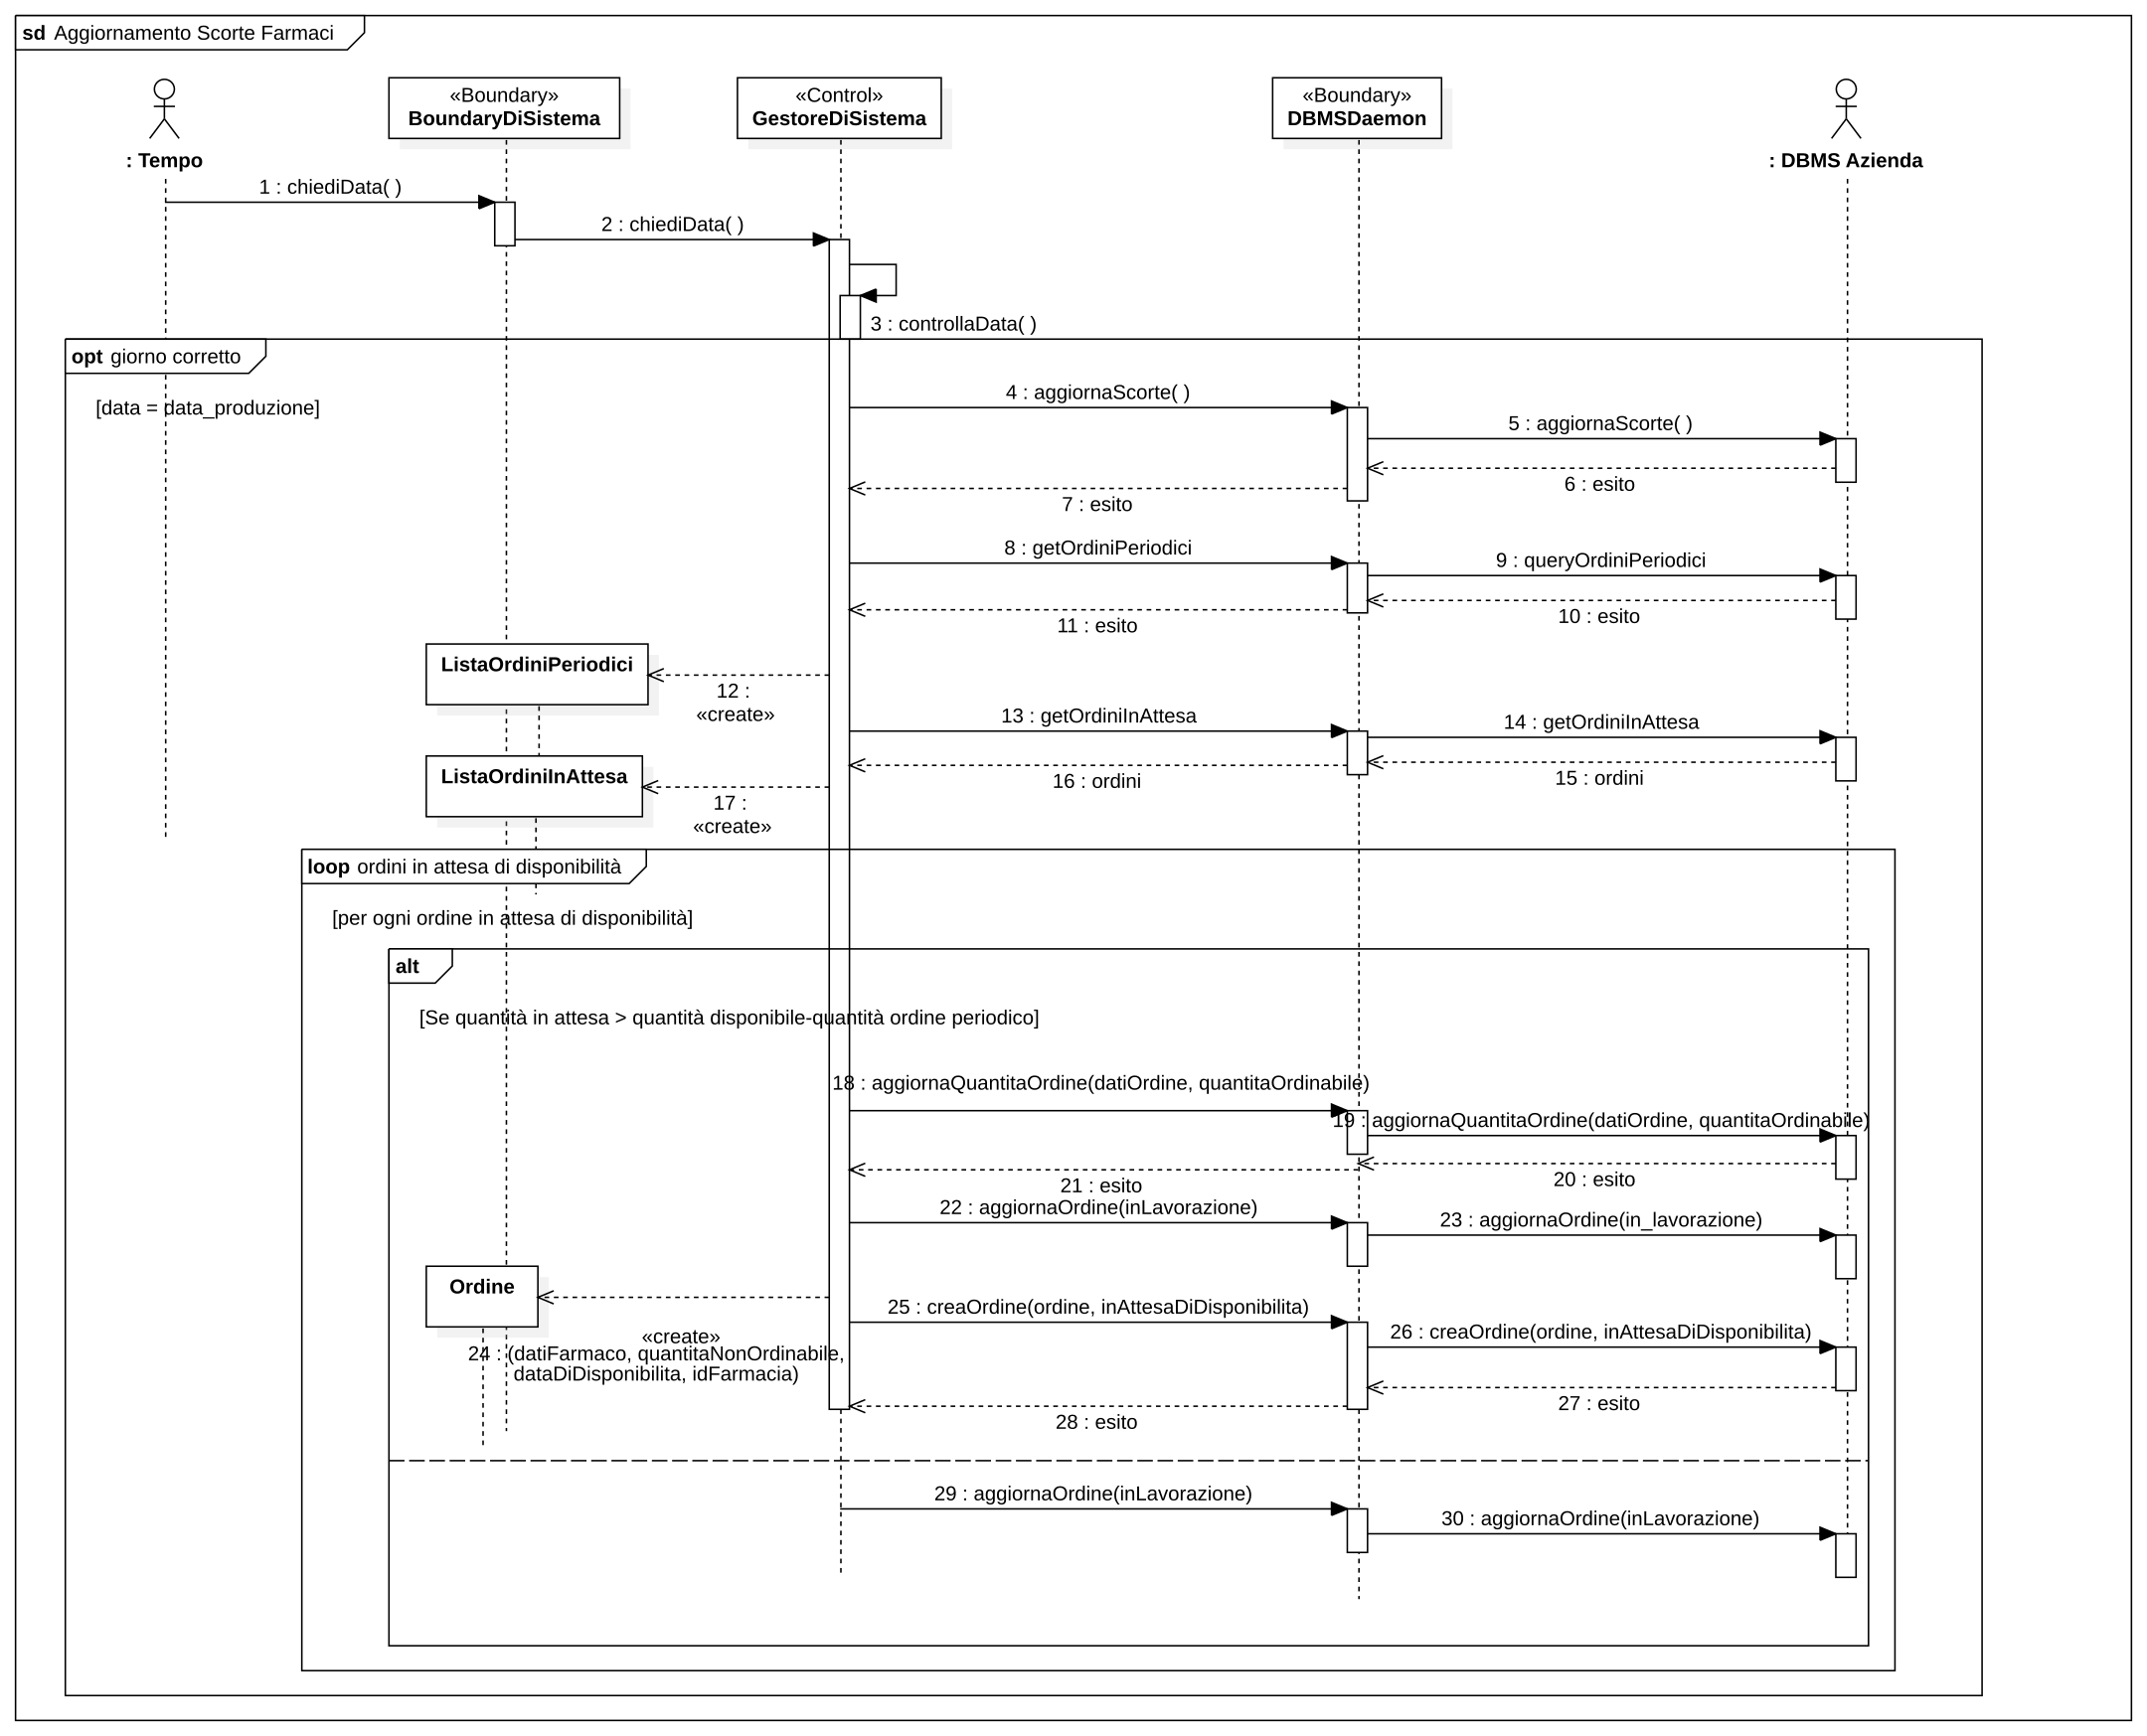 sd Aggiornamento Scorte Farmaci
: Tempo
«Boundary»
BoundaryDiSistema
«Control»
GestoreDiSistema
«Boundary»
DBMSDaemon
: DBMS Azienda
1 : chiediData( )
2 : chiediData( )
3 : controllaData( )
opt giorno corretto
[data = data_produzione]
4 : aggiornaScorte( )
5 : aggiornaScorte( )
6 : esito
7 : esito
8 : getOrdiniPeriodici
9 : queryOrdiniPeriodici
10 : esito
11 : esito
ListaOrdiniPeriodici
12 :
«create»
13 : getOrdiniInAttesa
14 : getOrdiniInAttesa
15 : ordini
16 : ordini
ListaOrdiniInAttesa
17 :
«create»
loop ordini in attesa di disponibilità
[per ogni ordine in attesa di disponibilità]
alt
[Se quantità in attesa > quantità disponibile-quantità ordine periodico]
18 : aggiornaQuantitaOrdine(datiOrdine, quantitaOrdinabile)
19 : aggiornaQuantitaOrdine(datiOrdine, quantitaOrdinabile)
20 : esito
21 : esito
22 : aggiornaOrdine(inLavorazione)
23 : aggiornaOrdine(in_lavorazione)
Ordine
«create»
24 : (datiFarmaco, quantitaNonOrdinabile,
dataDiDisponibilita, idFarmacia)
25 : creaOrdine(ordine, inAttesaDiDisponibilita)
26 : creaOrdine(ordine, inAttesaDiDisponibilita)
27 : esito
28 : esito
29 : aggiornaOrdine(inLavorazione)
30 : aggiornaOrdine(inLavorazione)